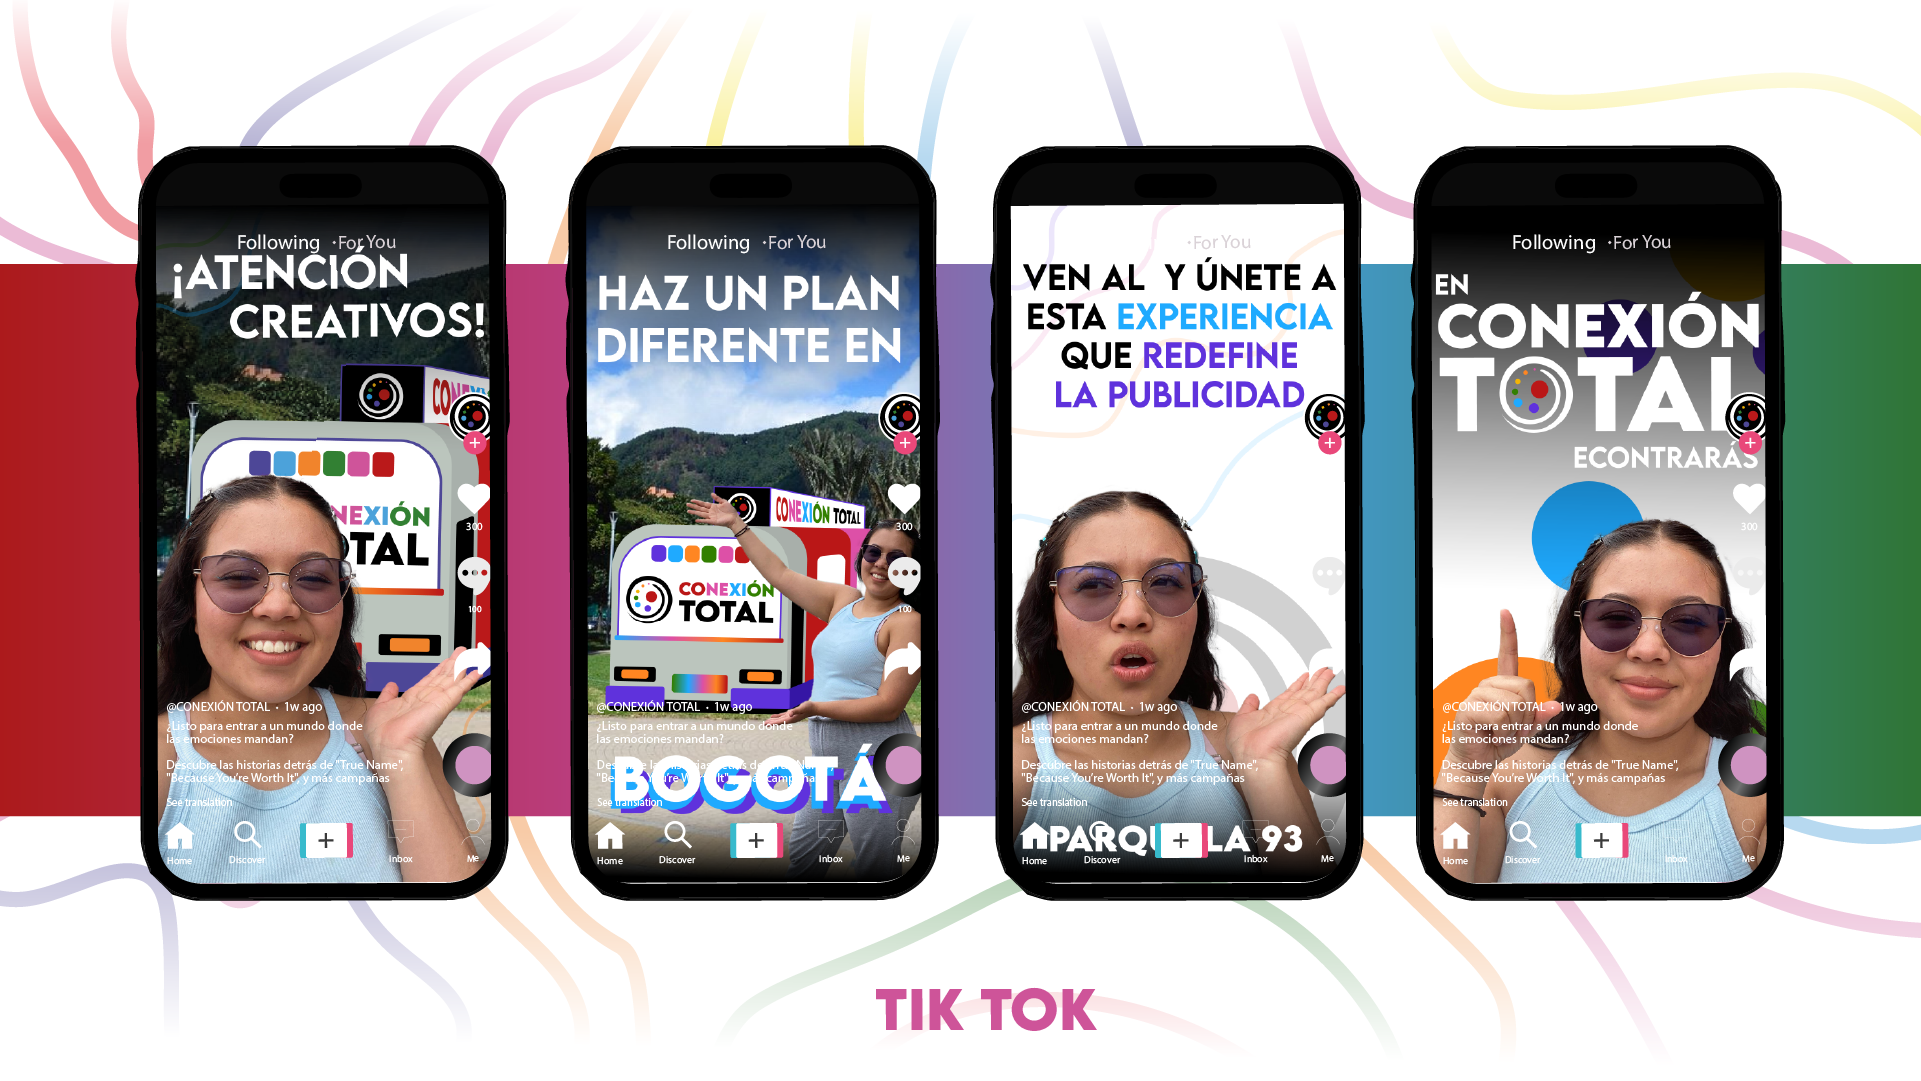 Following ·For You
¡ATENCIÓN
CREATIVOS!
CONEX
NEXIÓN
OTAL
300
100
@CONEXIÓN TOTAL · 1w ago
¿Listo para entrar a un mundo donde
las emociones mandan?
Descubre las historias detrás de "True Name",
"Because You're Worth It", y más campañas
See translation
Home
Discover
Inbox
Me
Following ·For You
HAZ UN PLAN
DIFERENTE EN
CONEXIÓN TOTAL
CONEXIÓN
TOTAL
300
100
@CONEXIÓN TOTAL · 1w ago
¿Listo para entrar a un mundo donde
las emociones mandan?
Descubre las historias detrás de "True Name",
"Because You're Worth It", y más campañas
BOGOTÁ
See translation
Home
Discover
Inbox
Me
·For You
VEN AL Y ÚNETE A
ESTA EXPERIENCIA
QUE REDEFINE
LA PUBLICIDAD
@CONEXIÓN TOTAL · 1w ago
¿Listo para entrar a un mundo donde
las emociones mandan?
Descubre las historias detrás de "True Name",
"Because You're Worth It", y más campañas
See translation
PARQU LA 93
Home
Discover
Inbox
Me
Following ·For You
EN
CONEXIÓN
TOTAL
ECONTRARÁS
300
@CONEXIÓN TOTAL · 1w ago
¿Listo para entrar a un mundo donde
las emociones mandan?
Descubre las historias detrás de "True Name",
"Because You're Worth It", y más campañas
See translation
Home
Discover
Inbox
Me
TIK TOK